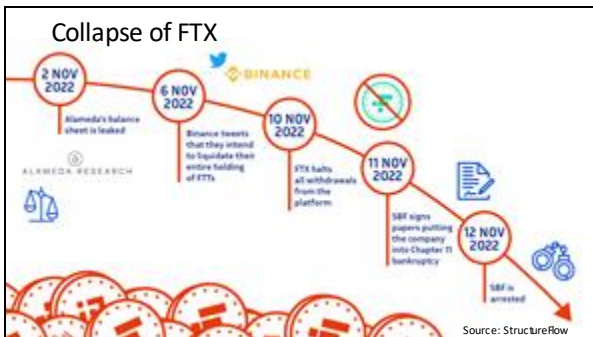 Collapse of FTX
2 NOV
2022
Alameda's balance
sheet is leaked
ALAMEDA RESEARCH
6 NOV
2022
BINANCE
Binance tweets
that they intend
to liquidate their
entire holding
of FTTs
10 NOV
2022
FTX halts
all withdrawals
from the
platform
11 NOV
2022
SBF signs
papers putting
the company
into Chapter 11
bankruptcy
12 NOV
2022
SBF is
arrested
Source: StructureFlow